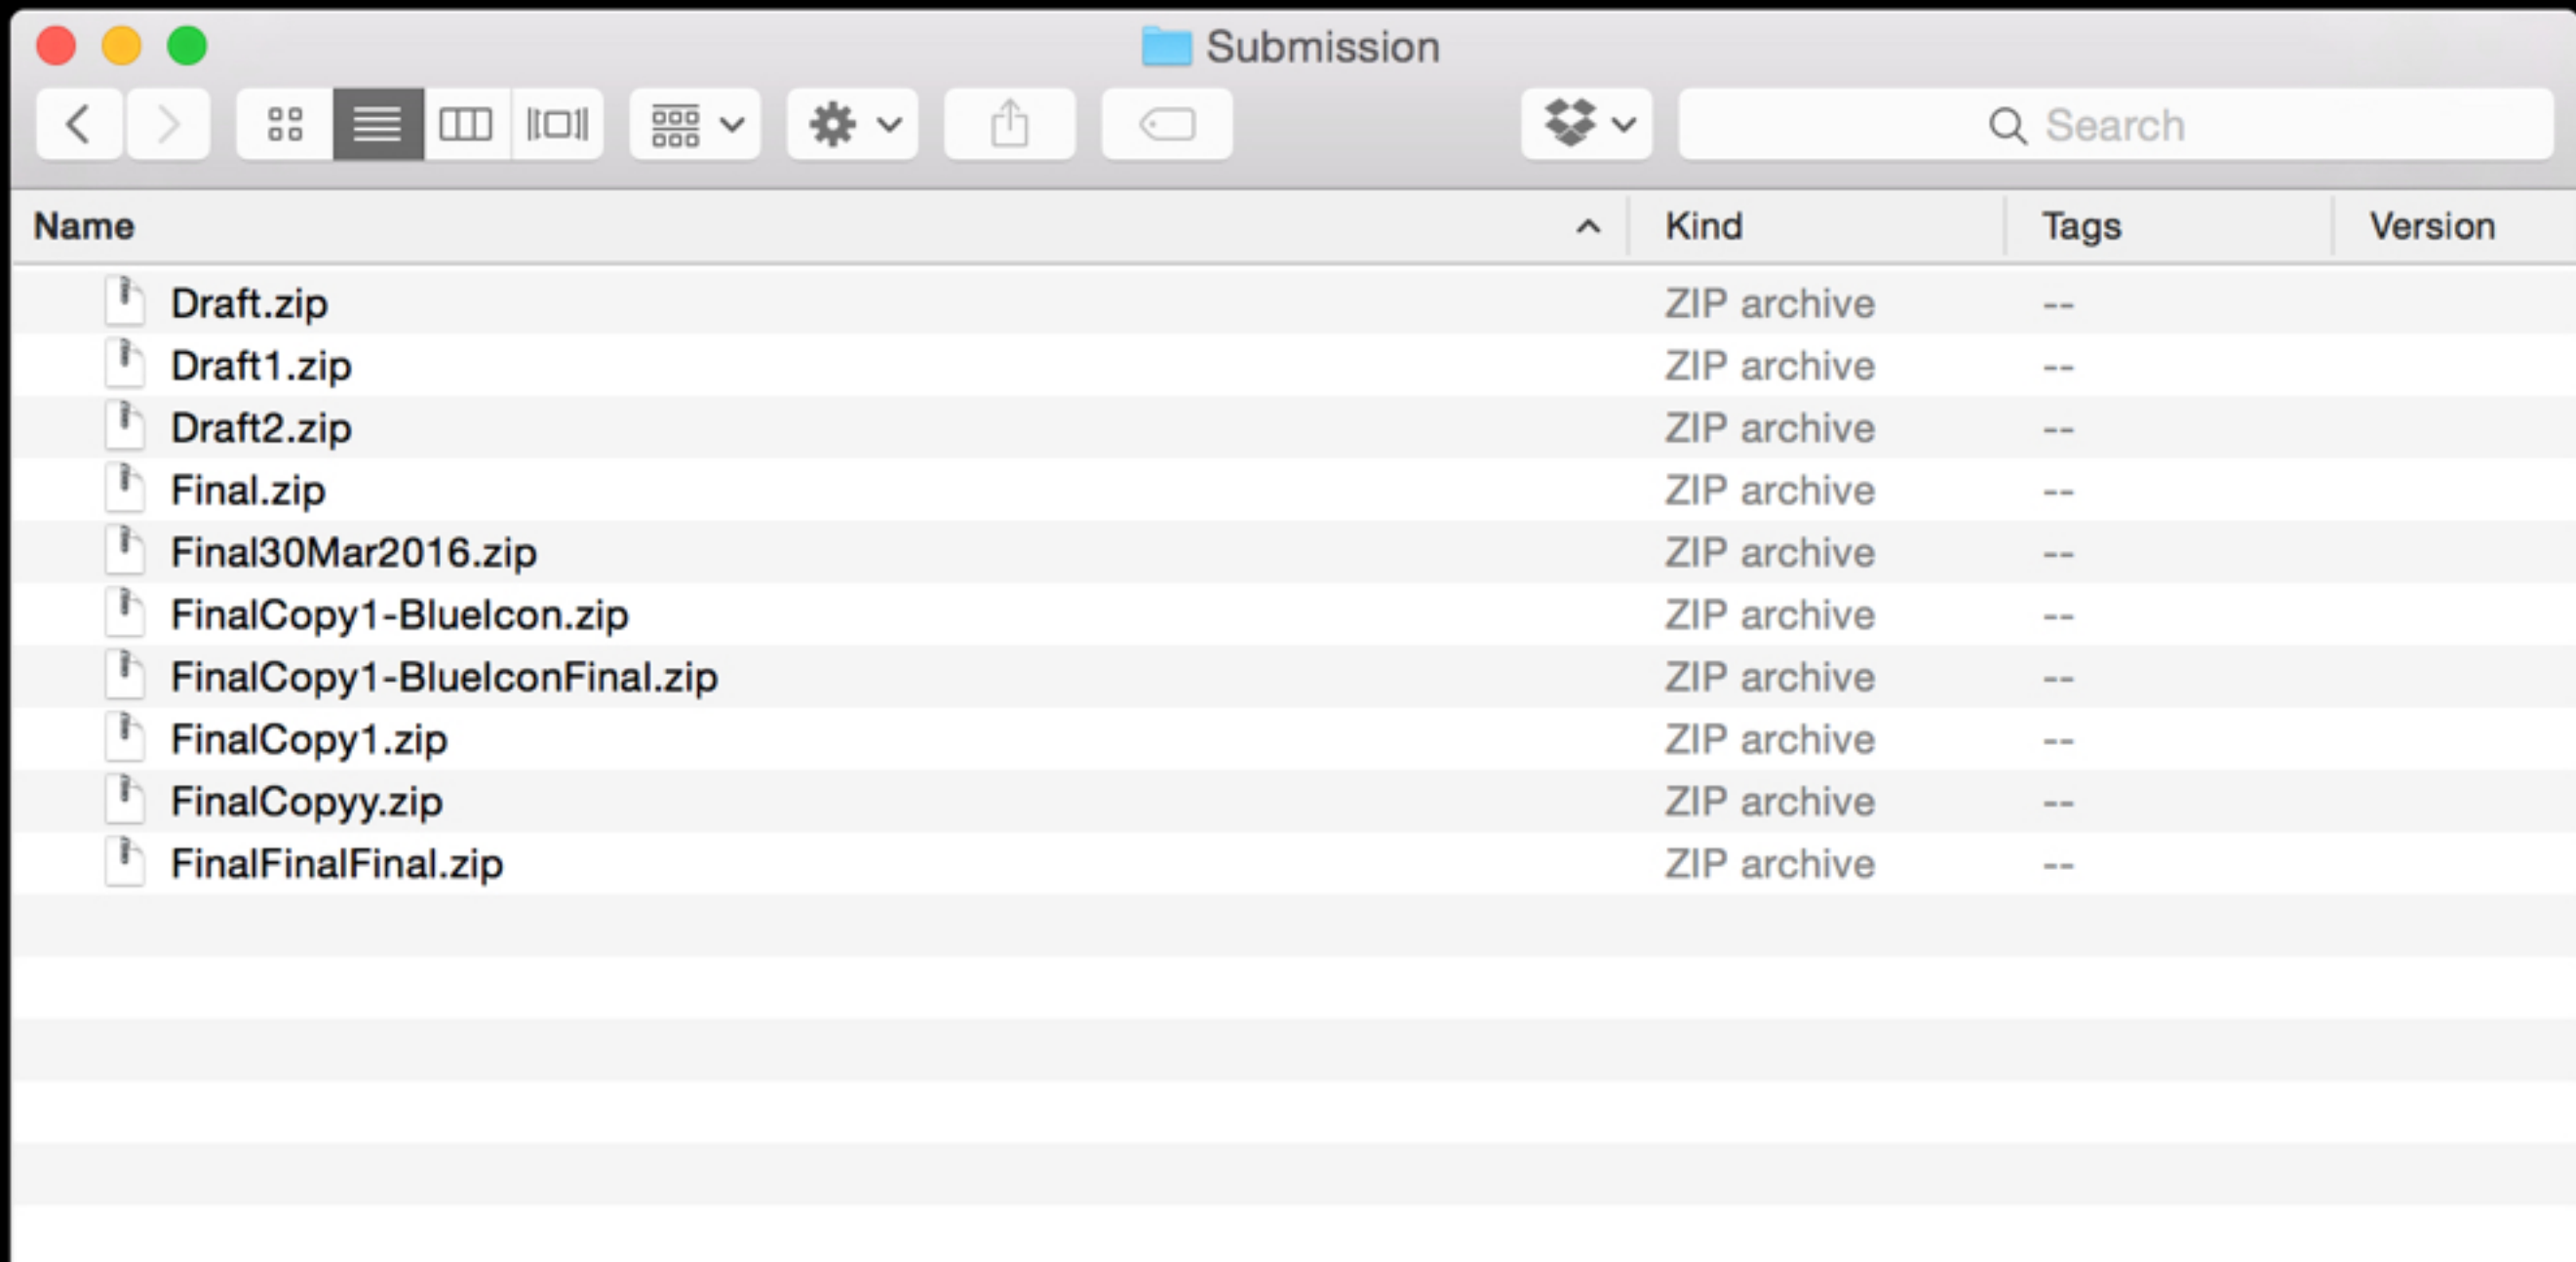 Submission
Search
Name Kind Tags Version
Draft.zip ZIP archive --
Draft1.zip ZIP archive --
Draft2.zip ZIP archive --
Final.zip ZIP archive --
Final30Mar2016.zip ZIP archive --
FinalCopy1-BlueIcon.zip ZIP archive --
FinalCopy1-BlueIconFinal.zip ZIP archive --
FinalCopy1.zip ZIP archive --
FinalCopyy.zip ZIP archive --
FinalFinalFinal.zip ZIP archive --